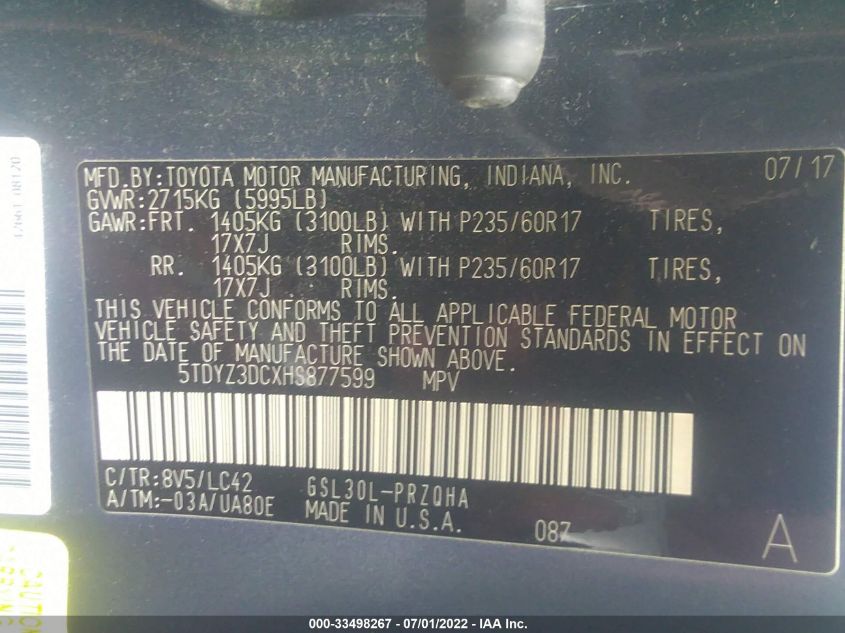 MFD.BY:TOYOTA MOTOR MANUFACTURING, INDIANA, INC. 07/17
GVWR:2715KG (5995LB)
GAWR:FRT. 1405KG (3100LB) WITH P235/60R17 TIRES,
17X7J RIMS.
RR. 1405KG (3100LB) WITH P235/60R17 TIRES,
17X7J RIMS.
THIS VEHICLE CONFORMS TO ALL APPLICABLE FEDERAL MOTOR
VEHICLE SAFETY AND THEFT PREVENTION STANDARDS IN EFFECT ON
THE DATE OF MANUFACTURE SHOWN ABOVE.
5TDYZ3DCXHS877599 MPV
C/TR:8V5/LC42 GSL30L-PRZQHA
A/TM:-03A/UA80E MADE IN U.S.A.
087 A
000-33498267 - 07/01/2022 - IAA Inc.